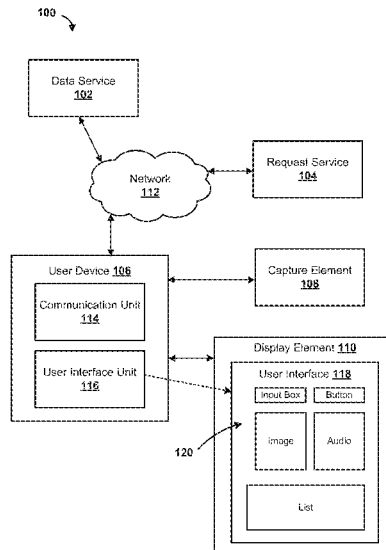 100
Data Service
102
Network
112
Request Service
104
User Device 106
Communication Unit
114
User Interface Unit
116
Capture Element
108
Display Element 110
User Interface 118
Input Box
Button
Image
Audio
120
List